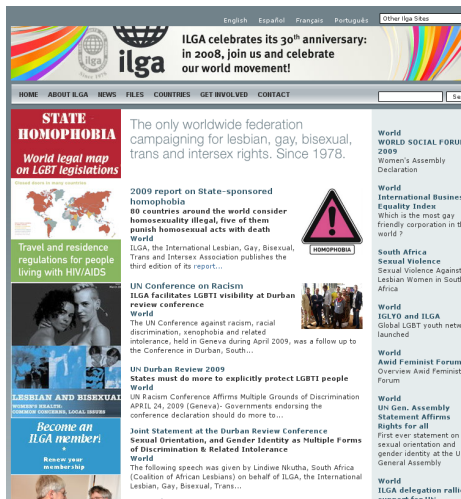 English Español Français Português Other Ilga Sites
ILGA celebrates its 30th anniversary:
in 2008, join us and celebrate
our world movement!
ilga
HOME ABOUT ILGA NEWS FILES COUNTRIES GET INVOLVED CONTACT
STATE
HOMOPHOBIA
World legal map
on LGBT legislations
Travel and residence
regulations for people
living with HIV/AIDS
LESBIAN AND BISEXUAL
WOMEN'S HEALTH:
COMMON CONCERNS, LOCAL ISSUES
Become an
ILGA member!
Renew your
membership
The only worldwide federation
campaigning for lesbian, gay, bisexual,
trans and intersex rights. Since 1978.
2009 report on State-sponsored
homophobia
80 countries around the world consider
homosexuality illegal, five of them
punish homosexual acts with death
World
ILGA, the International Lesbian, Gay, Bisexual,
Trans and Intersex Association publishes the
third edition of its report...
HOMOPHOBIA
UN Conference on Racism
ILGA facilitates LGBTI visibility at Durban
review conference
World
The UN Conference against racism, racial
discrimination, xenophobia and related
intolerance, held in Geneva during April 2009, was a follow up to
the Conference in Durban, South...
UN Durban Review 2009
States must do more to explicitly protect LGBTI people
World
UN Racism Conference Affirms Multiple Grounds of Discrimination
APRIL 24, 2009 (Geneva)- Governments endorsing the
conference declaration should do more to...
Joint Statement at the Durban Review Conference
Sexual Orientation, and Gender Identity as Multiple Forms
of Discrimination & Related Intolerance
World
The following speech was given by Lindiwe Nkutha, South Africa
(Coalition of African Lesbians) on behalf of ILGA, the International
Lesbian, Gay, Bisexual, Trans...
World
WORLD SOCIAL FORU
2009
Women's Assembly
Declaration
World
International Busines
Equality Index
Which is the most gay
friendly corporation in th
world ?
South Africa
Sexual Violence
Sexual Violence Against
Lesbian Women in South
Africa
World
IGLYO and ILGA
Global LGBT youth netw
launched
World
Awid Feminist Forum
Overview Awid Feminist
Forum
World
UN Gen. Assembly
Statement Affirms
Rights for all
First ever statement on
sexual orientation and
gender identity at the U
General Assembly
World
ILGA delegation rallie